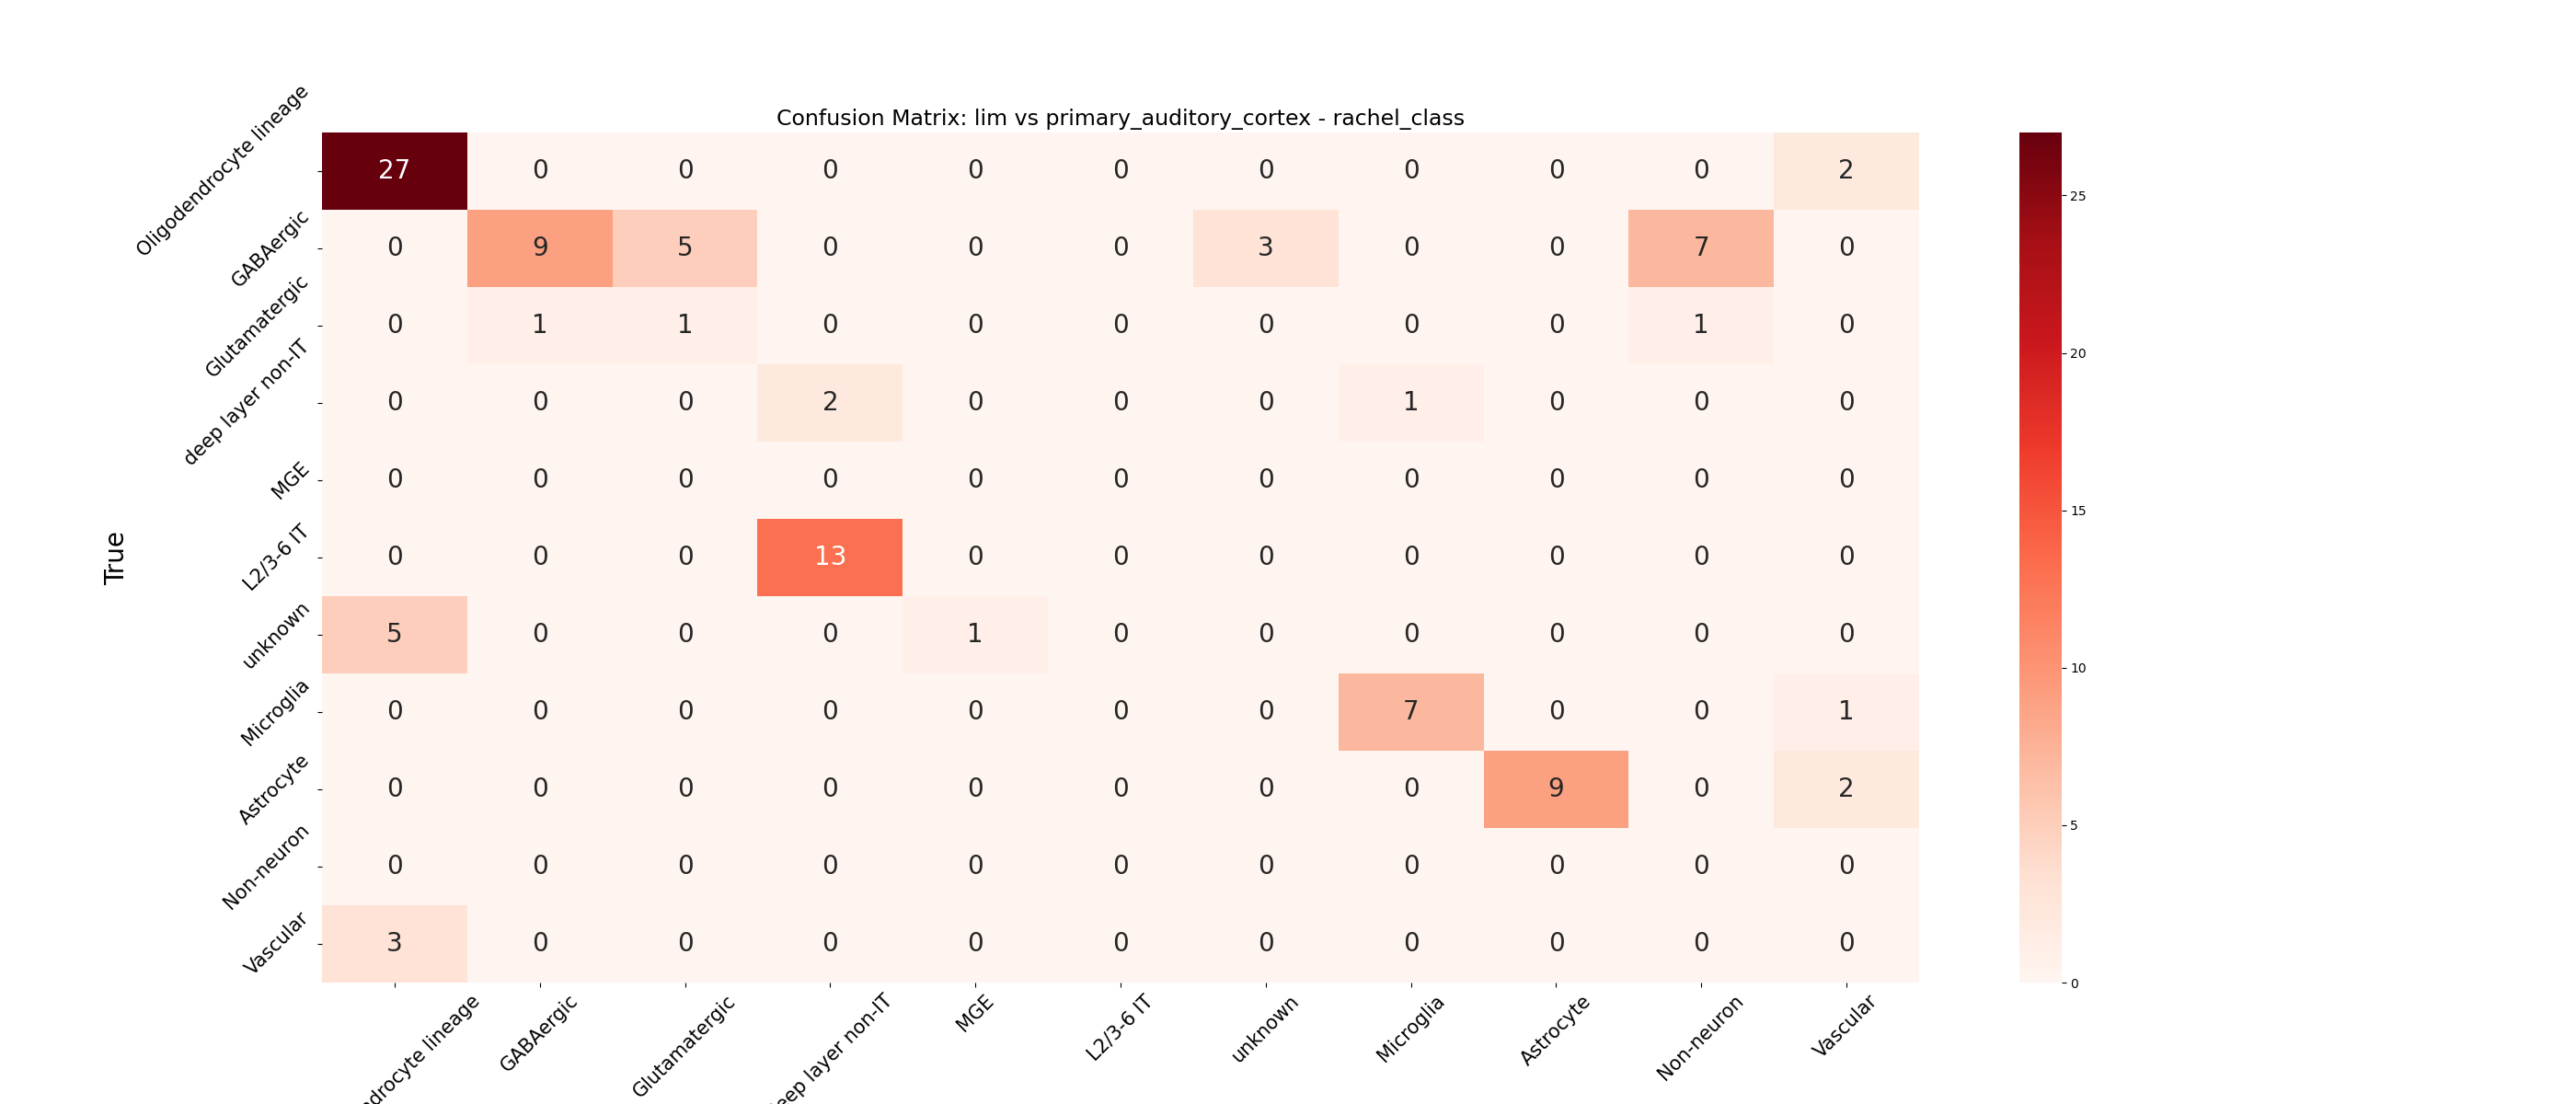 Confusion Matrix: lim vs primary_auditory_cortex - rachel_class
True
Oligodendrocyte lineage 27 0 0 0 0 0 0 0 0 0 2
GABAergic 0 9 5 0 0 0 3 0 0 7 0
Glutamatergic 0 1 1 0 0 0 0 0 0 1 0
deep layer non-IT 0 0 0 2 0 0 0 1 0 0 0
MGE 0 0 0 0 0 0 0 0 0 0 0
L2/3-6 IT 0 0 0 13 0 0 0 0 0 0 0
unknown 5 0 0 0 1 0 0 0 0 0 0
Microglia 0 0 0 0 0 0 0 7 0 0 1
Astrocyte 0 0 0 0 0 0 0 0 9 0 2
Non-neuron 0 0 0 0 0 0 0 0 0 0 0
Vascular 3 0 0 0 0 0 0 0 0 0 0
ndrocyte lineage GABAergic Glutamatergic eep layer non-IT MGE L2/3-6 IT unknown Microglia Astrocyte Non-neuron Vascular
25
20
15
10
5
0